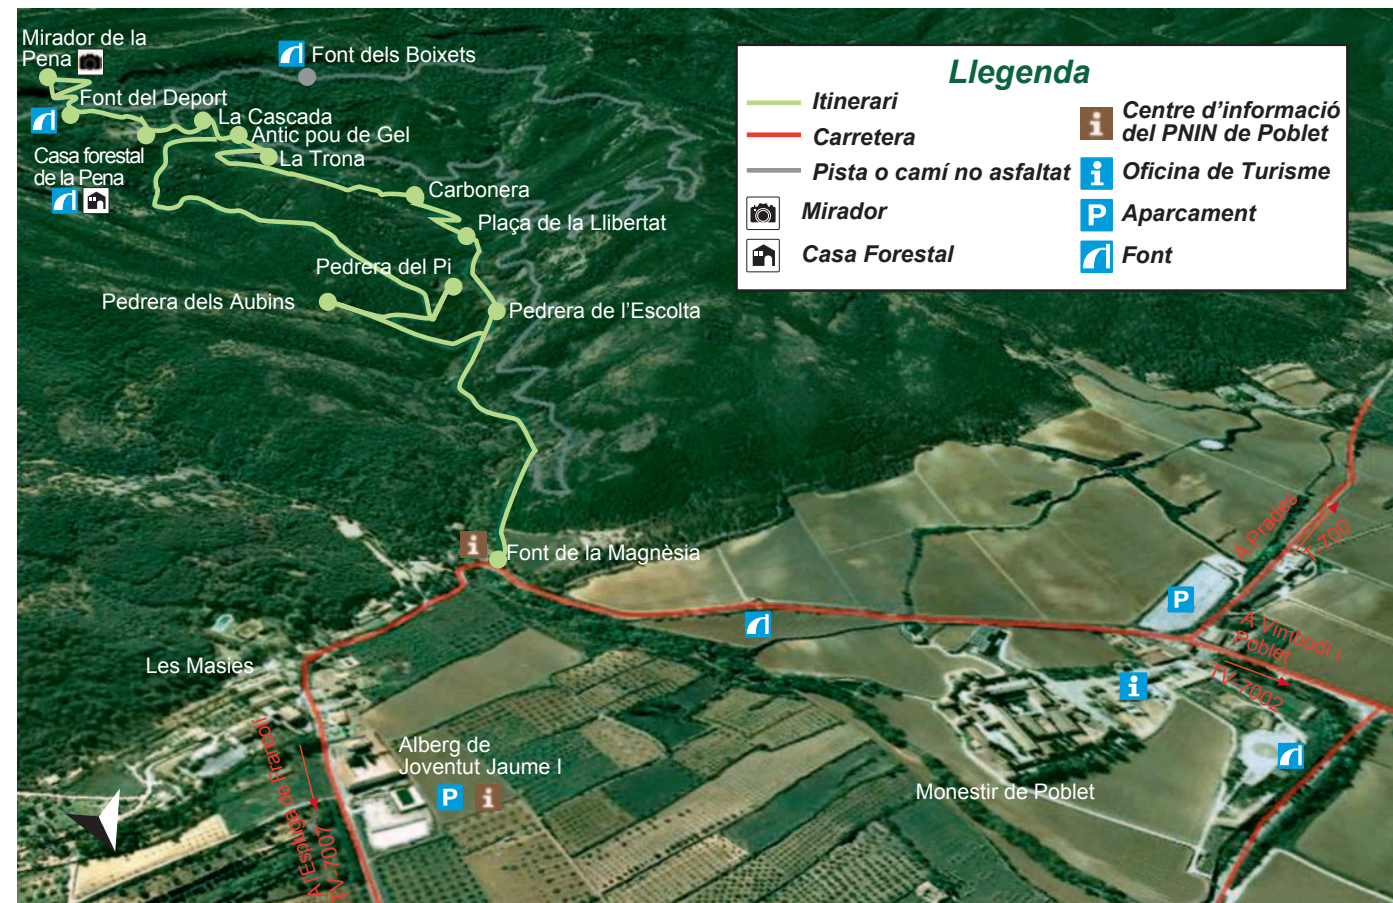 Mirador de la
Pena
Font dels Boixets
Font del Deport
La Cascada
Antic pou de Gel
La Trona
Casa forestal
de la Pena
Carbonera
Plaça de la Llibertat
Pedrera del Pi
Pedrera dels Aubins
Pedrera de l'Escolta
Llegenda
Itinerari
Carretera
Pista o camí no asfaltat
Mirador
Casa Forestal
Centre d'informació
del PNIN de Poblet
Oficina de Turisme
P Aparcament
Font
Font de la Magnèsia
A Prades
T-700
P
A Vimbodí i
Poblet
TV-7002
Les Masies
Alberg de
Joventut Jaume I
P
Monestir de Poblet
A l'Espluga de Francolí
TV-7007